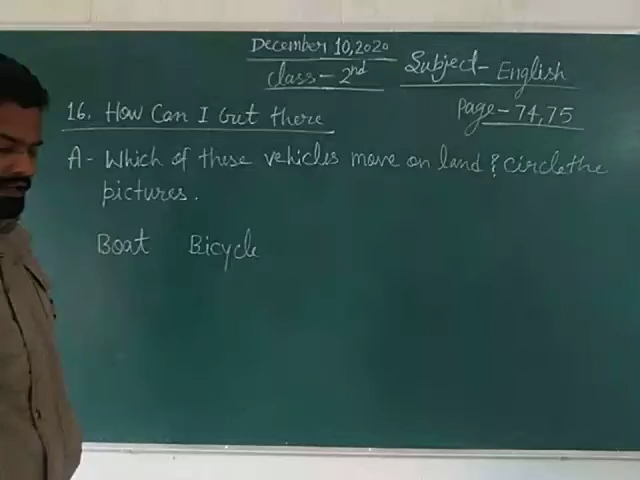 December 10,2020
Class - 2nd
Subject - English
16. How Can I Gut there
Page - 74,75
A - Which of these vehicles move on land ? circle the
pictures.
Boat Bicycle